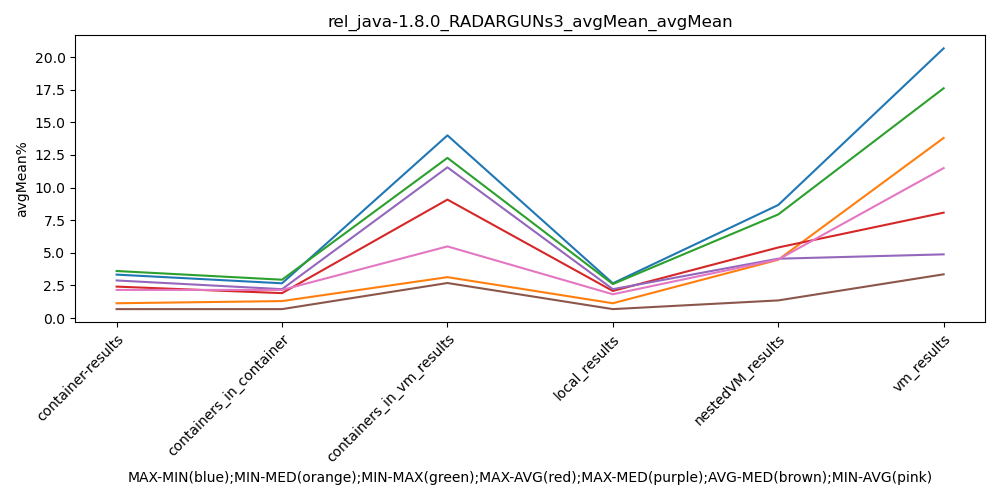 rel_java-1.8.0_RADARGUNs3_avgMean_avgMean
avgMean%
20.0
17.5
15.0
12.5
10.0
7.5
5.0
2.5
0.0
container-results
containers_in_container
containers_in_vm_results
local_results
nestedVM_results
vm_results
MAX-MIN(blue);MIN-MED(orange);MIN-MAX(green);MAX-AVG(red);MAX-MED(purple);AVG-MED(brown);MIN-AVG(pink)